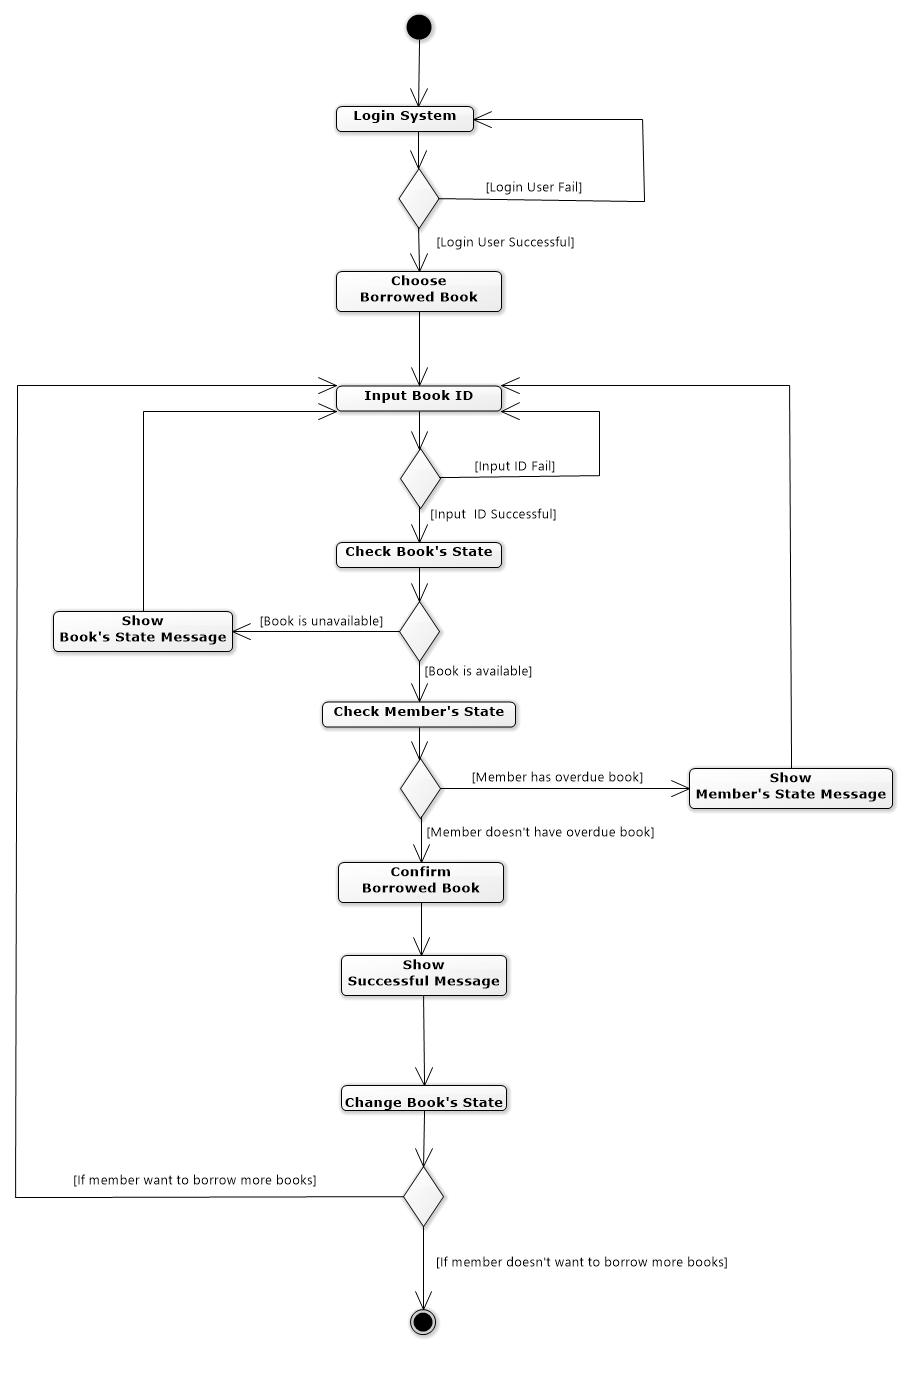 Login System
[Login User Fail]
[Login User Successful]
Choose
Borrowed Book
Input Book ID
[Input ID Fail]
[Input  ID Successful]
Check Book's State
Show
Book's State Message
[Book is unavailable]
[Book is available]
Check Member's State
[Member has overdue book]
Show
Member's State Message
[Member doesn't have overdue book]
Confirm
Borrowed Book
Show
Successful Message
Change Book's State
[If member want to borrow more books]
[If member doesn't want to borrow more books]